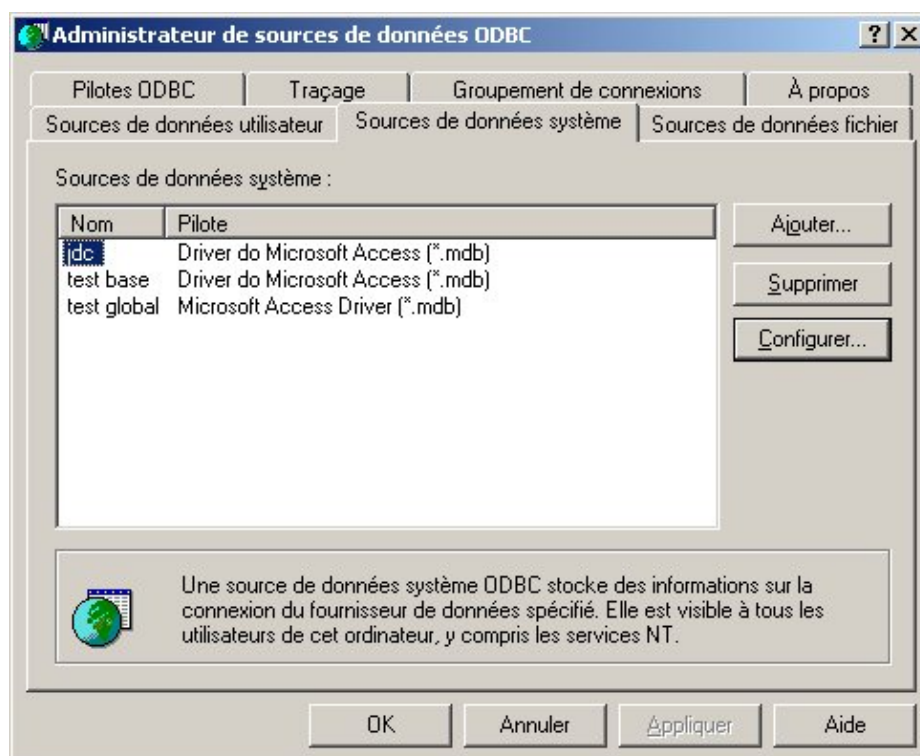 Administrateur de sources de données ODBC
Pilotes ODBC Traçage Groupement de connexions À propos
Sources de données utilisateur Sources de données système Sources de données fichier
Sources de données système :
Nom Pilote
jdc Driver do Microsoft Access (*.mdb)
test base Driver do Microsoft Access (*.mdb)
test global Microsoft Access Driver (*.mdb)
Ajouter...
Supprimer
Configurer...
Une source de données système ODBC stocke des informations sur la
connexion du fournisseur de données spécifié. Elle est visible à tous les
utilisateurs de cet ordinateur, y compris les services NT.
OK Annuler Appliquer Aide